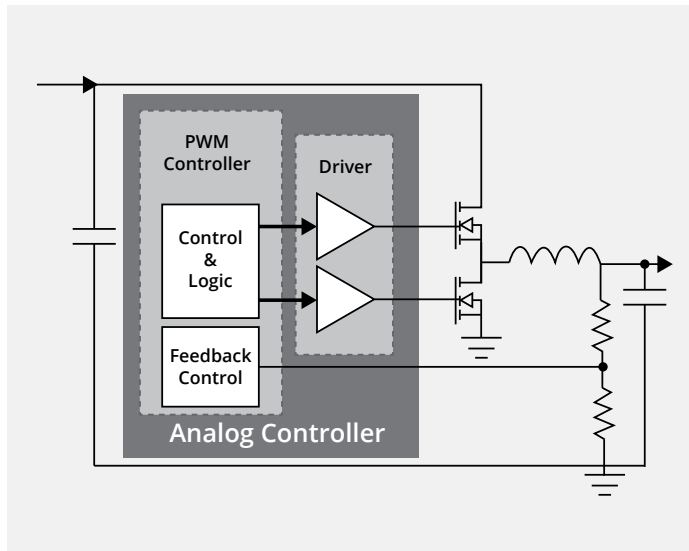 PWM
Controller
Driver
Control
&
Logic
Feedback
Control
Analog Controller